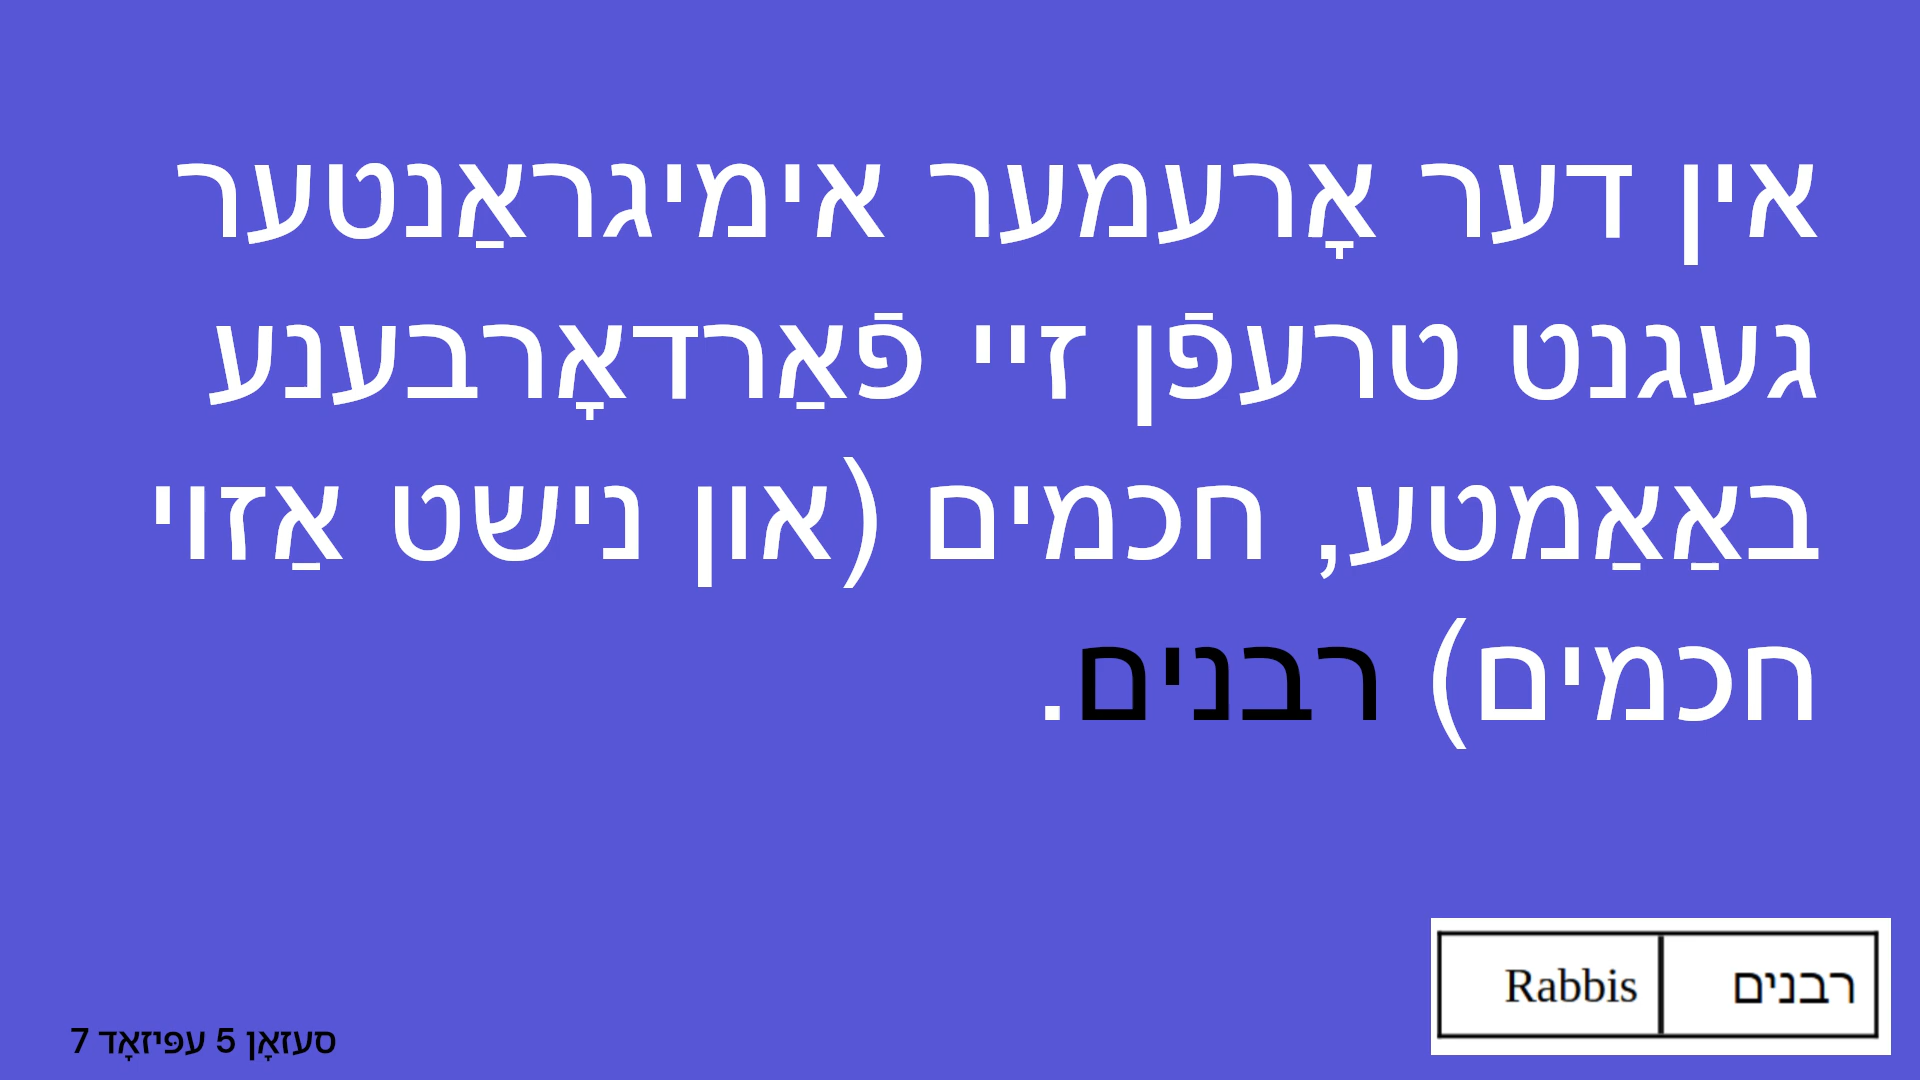 אין דער אָרעמער אימיגראַנטער
געגנט טרעפֿן זיי פֿאַרדאָרבענע
באַאַמטע, חכמים (און נישט אַזוי
חכמים) רבנים.
רבנים Rabbis
סעזאָן 5 עפּיזאָד 7